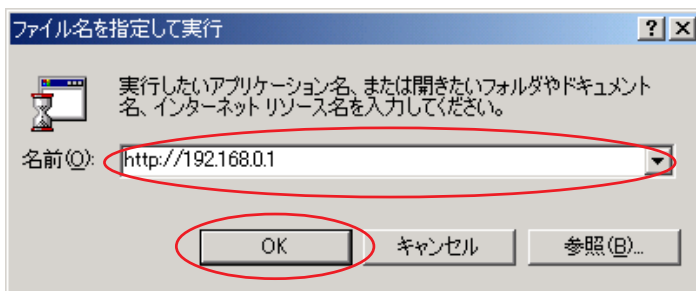 ファイル名を指定して実行
実行したいアプリケーション名、または開きたいフォルダやドキュメント
名、インターネット リソース名を入力してください。
名前(O):
http://192.168.0.1
OK
キャンセル
参照(B)...